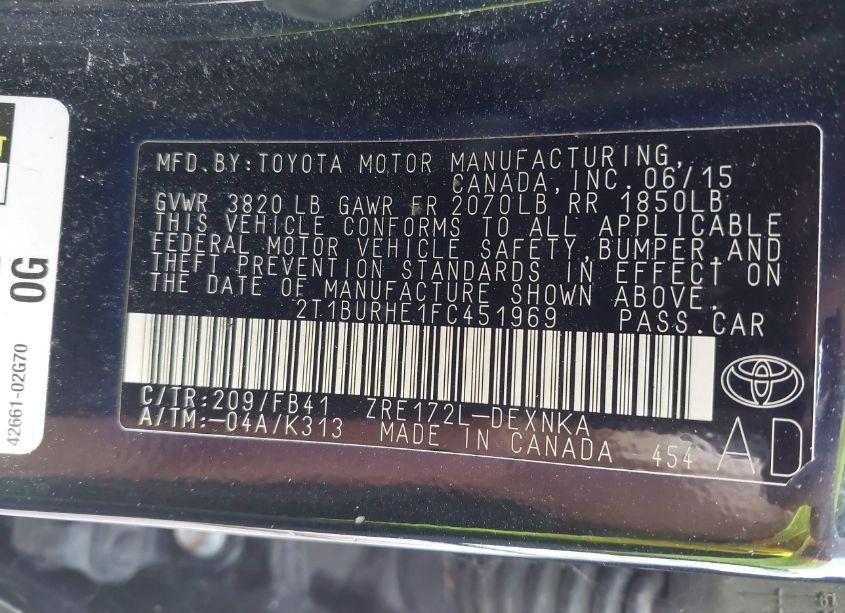 MFD.BY:TOYOTA MOTOR MANUFACTURING,
CANADA,INC. 06/15
GVWR 3820 LB GAWR FR 2070LB RR 1850LB
THIS VEHICLE CONFORMS TO ALL APPLICABLE
FEDERAL MOTOR VEHICLE SAFETY,BUMPER,AND
THEFT PREVENTION STANDARDS IN EFFECT ON
THE DATE OF MANUFACTURE SHOWN ABOVE.
2T1BURHE1FC451969 PASS.CAR
C/TR:209/FB41 ZRE172L-DEXNKA
A/TM:-04A/K313 MADE IN CANADA 454
AD
0G
42661-02G70